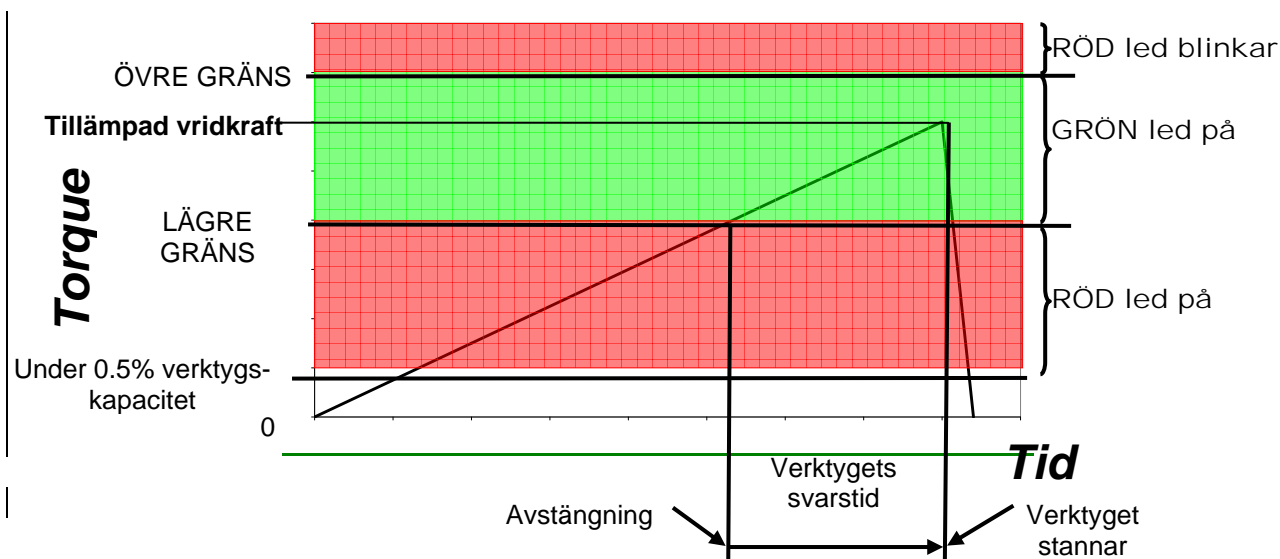 RÖD led blinkar
ÖVRE GRÄNS
Tillämpad vridkraft
GRÖN led på
Torque
LÄGRE
GRÄNS
RÖD led på
Under 0.5% verktygs-
kapacitet
0
Tid
Verktygets
svarstid
Avstängning
Verktyget
stannar